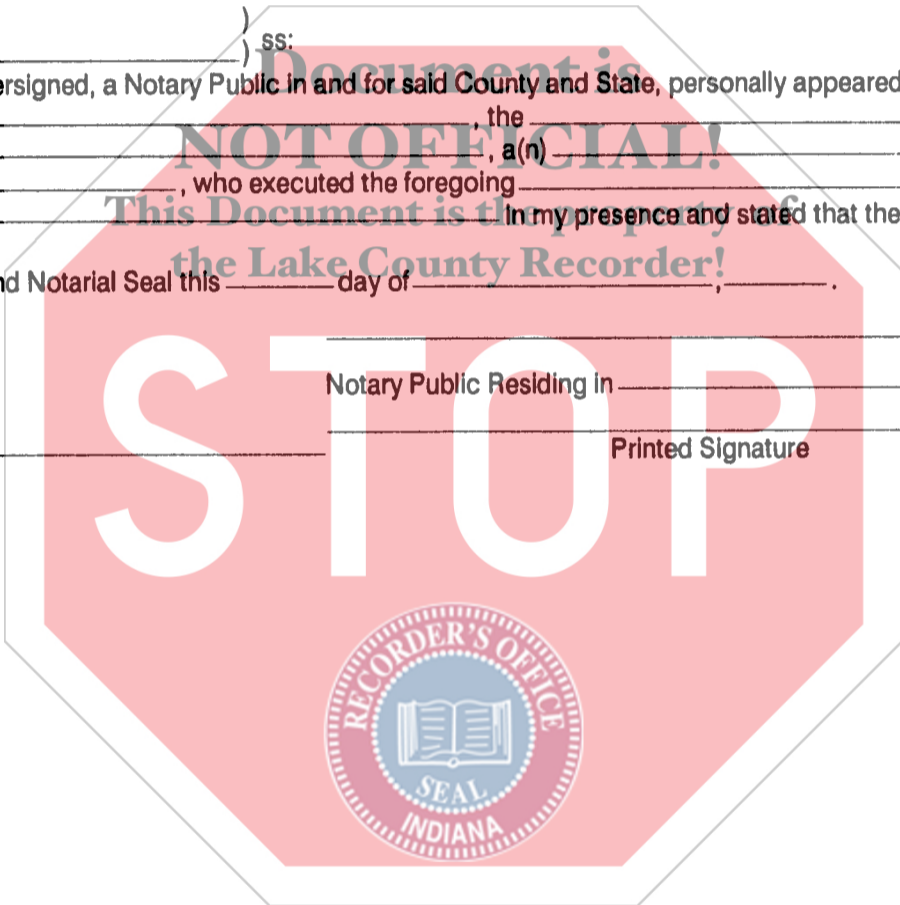 )
) ss:
Document is
ersigned, a Notary Public in and for said County and State, personally appeared
, the
NOT OFFICIAL!
, a(n)
, who executed the foregoing
This Document is the property of
In my presence and stated that the
the Lake County Recorder!
nd Notarial Seal this day of , .
STOP
Notary Public Residing in
Printed Signature
RECORDER'S OFFICE
SEAL
INDIANA